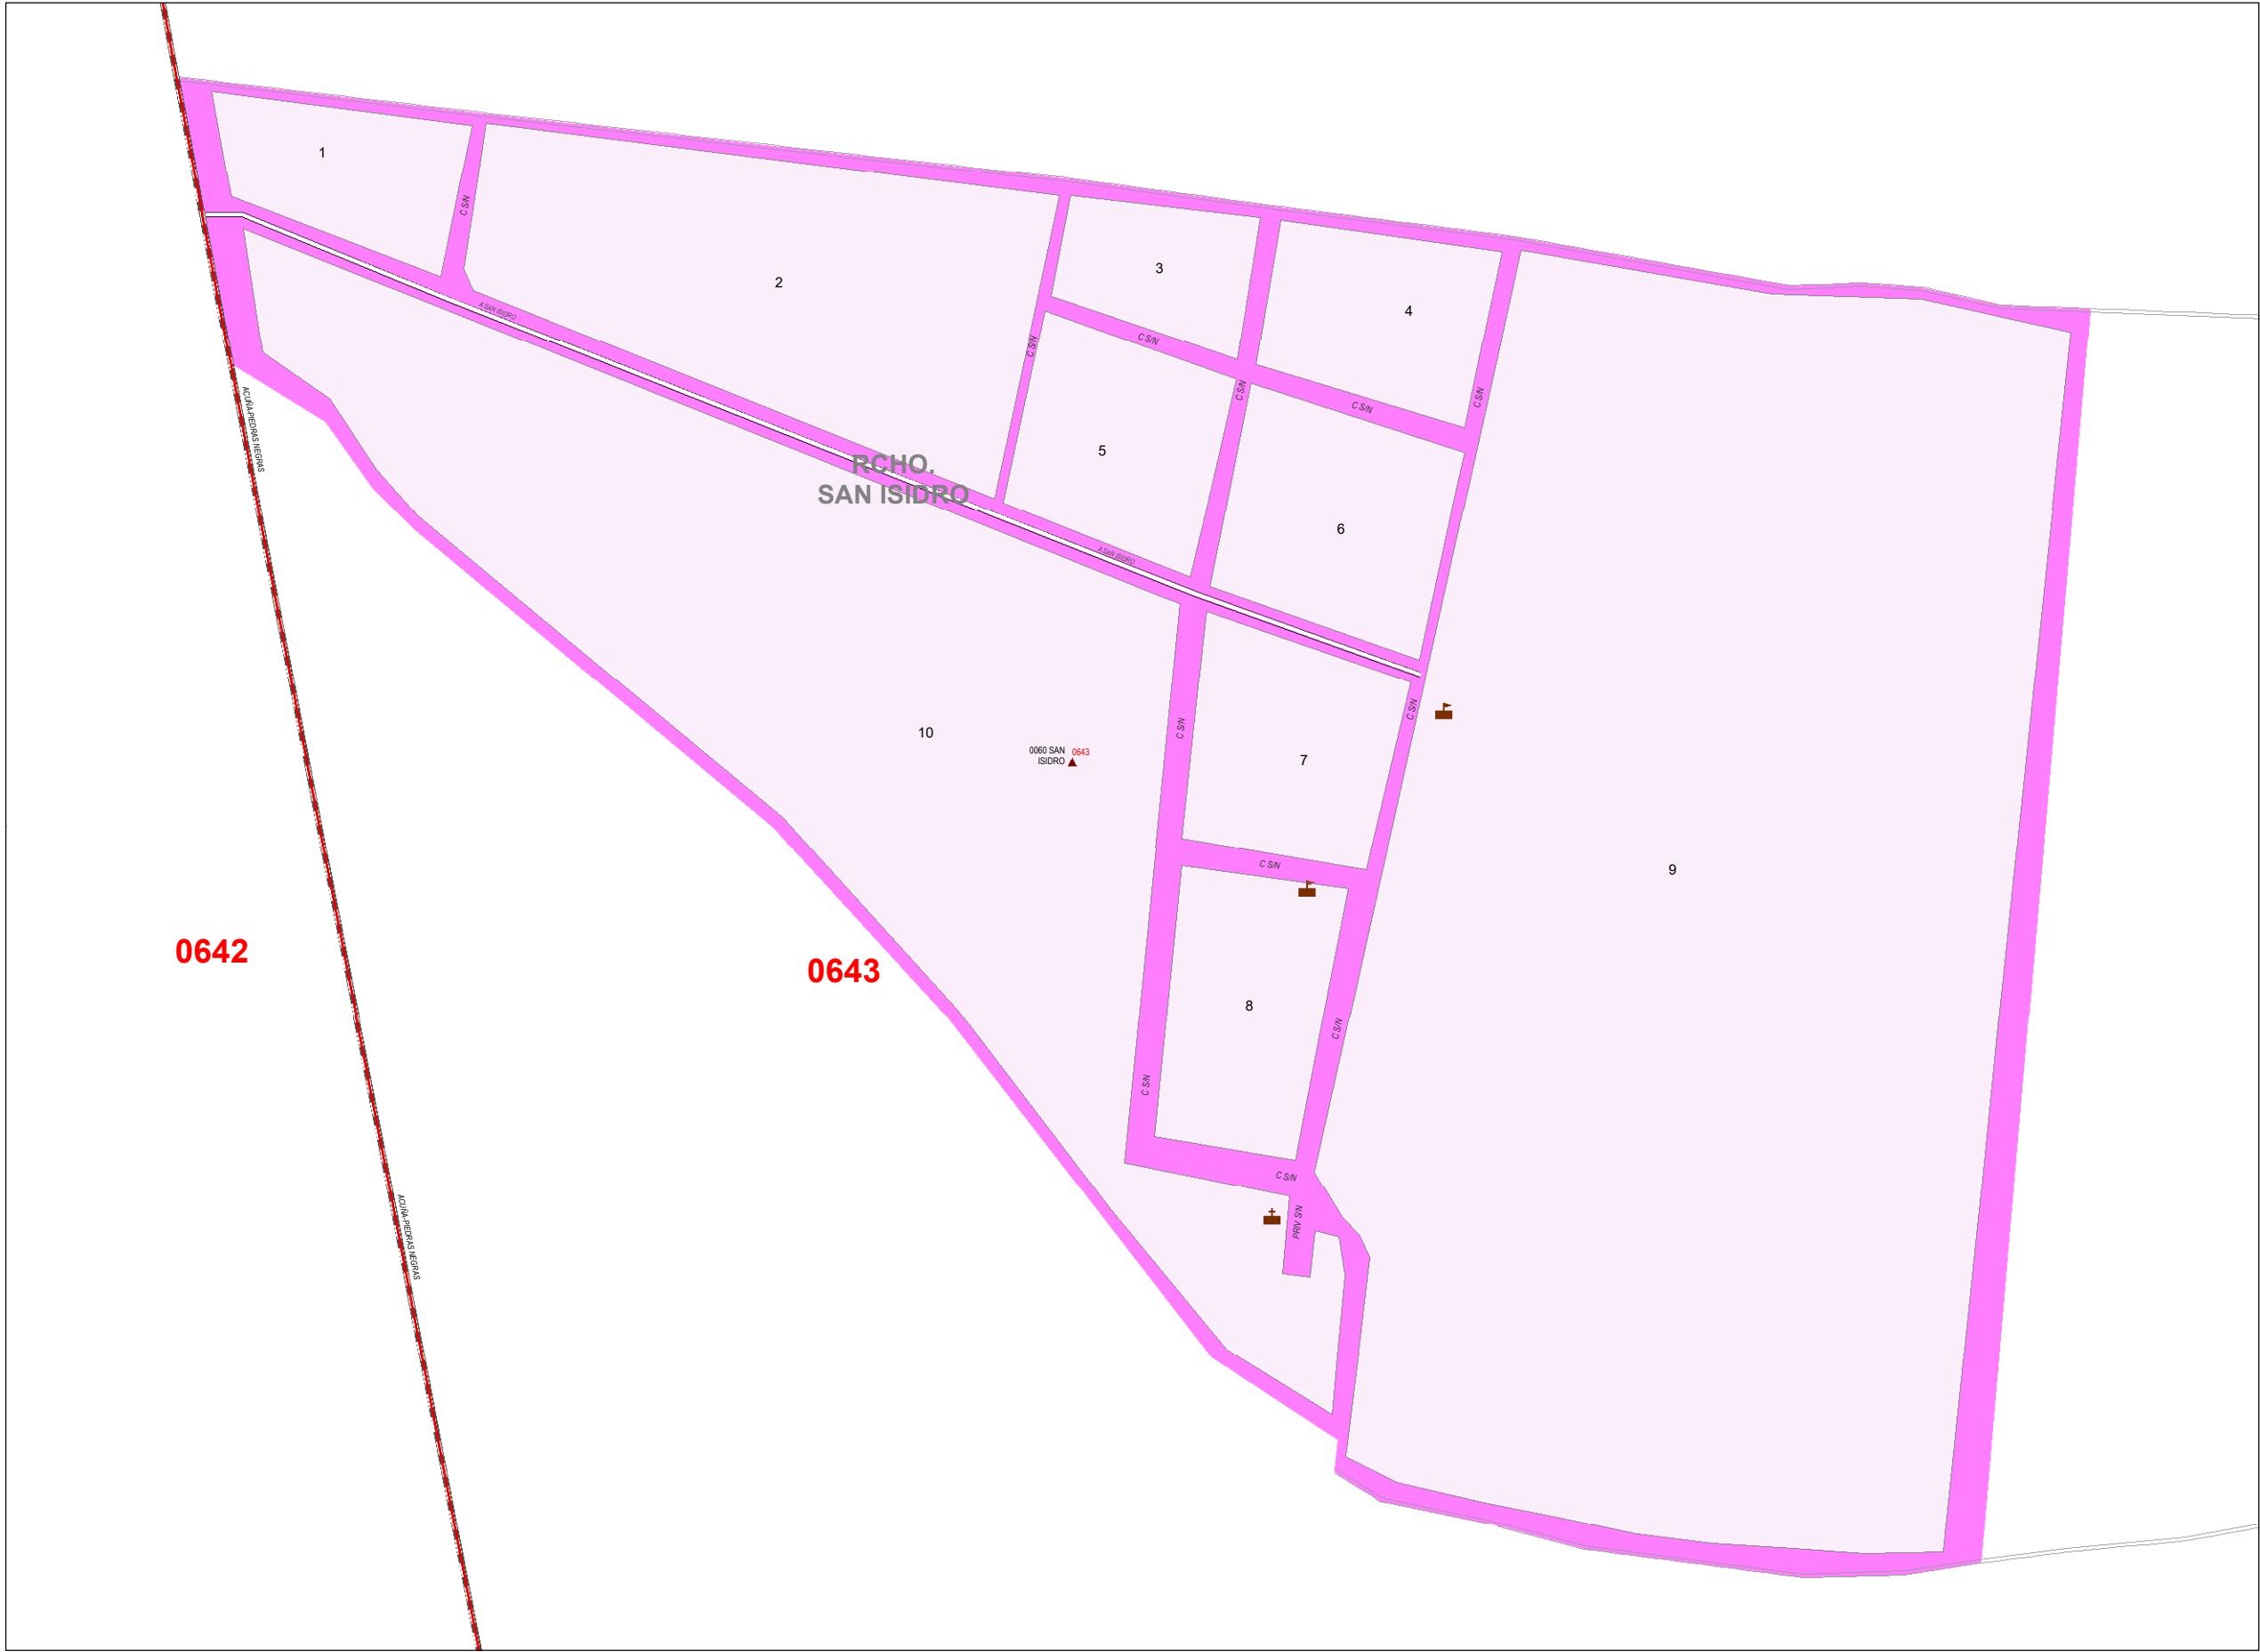 1
C S/N
2
3
4
A SAN ISIDRO
C S/N
C S/N
C S/N
C S/N
C S/N
ACUÑA-PIEDRAS NEGRAS
5
RCHO.
SAN ISIDRO
6
A SAN ISIDRO
C S/N
C S/N
10
0060 SAN 0643
ISIDRO
7
C S/N
9
0642
0643
8
C S/N
C S/N
C S/N
PRIV S/N
ACUÑA-PIEDRAS NEGRAS